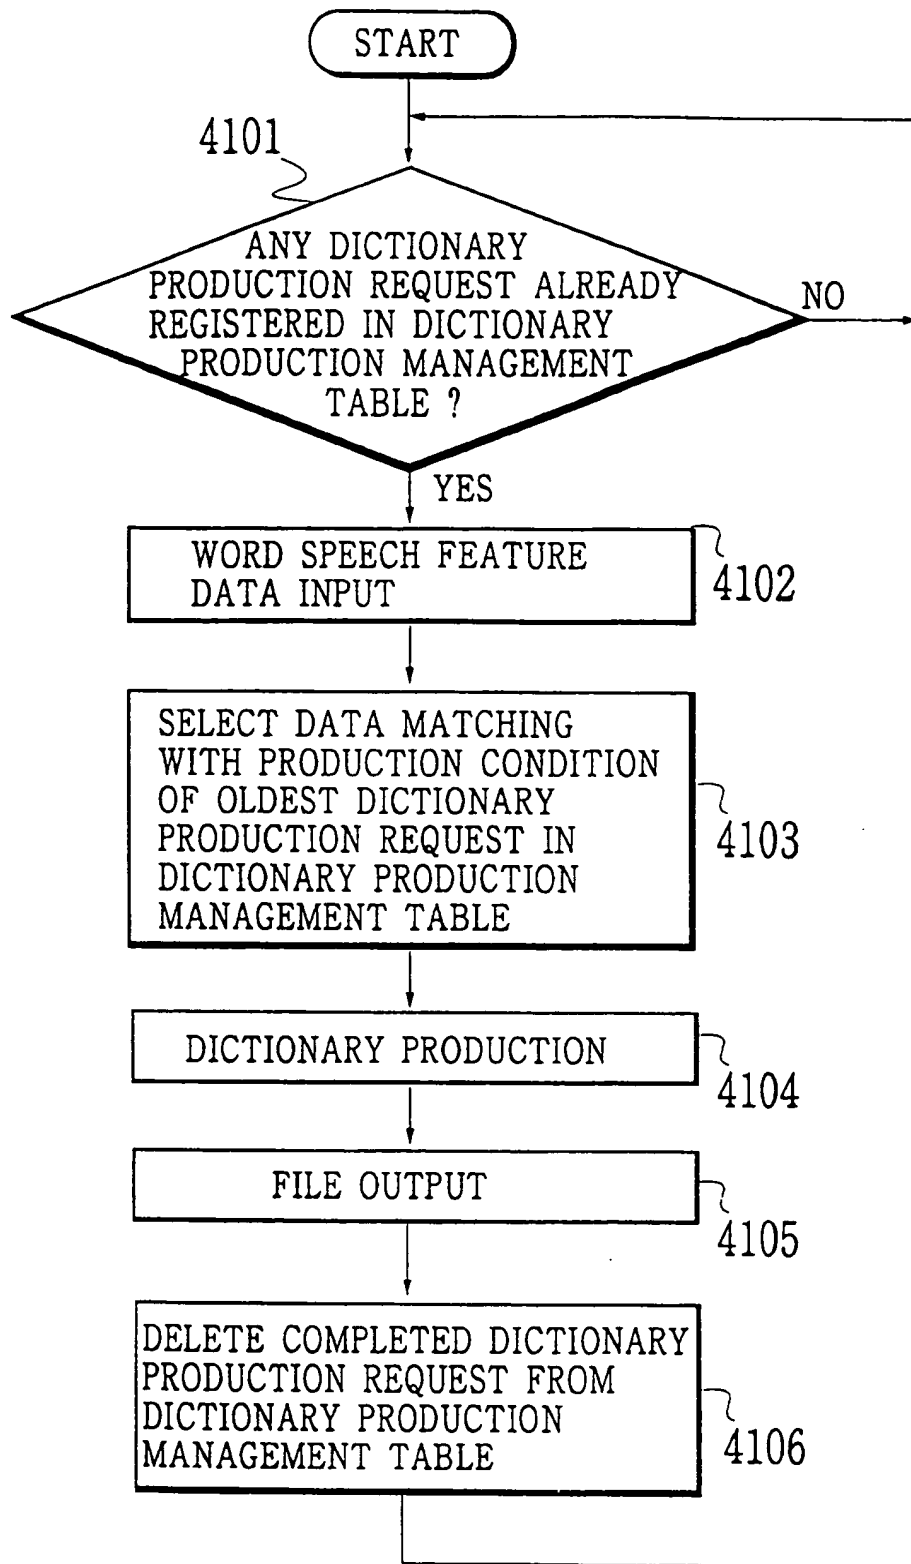 START
4101
ANY DICTIONARY
PRODUCTION REQUEST ALREADY
REGISTERED IN DICTIONARY
PRODUCTION MANAGEMENT
TABLE ?
NO
YES
WORD SPEECH FEATURE
DATA INPUT
4102
SELECT DATA MATCHING
WITH PRODUCTION CONDITION
OF OLDEST DICTIONARY
PRODUCTION REQUEST IN
DICTIONARY PRODUCTION
MANAGEMENT TABLE
4103
DICTIONARY PRODUCTION
4104
FILE OUTPUT
4105
DELETE COMPLETED DICTIONARY
PRODUCTION REQUEST FROM
DICTIONARY PRODUCTION
MANAGEMENT TABLE
4106